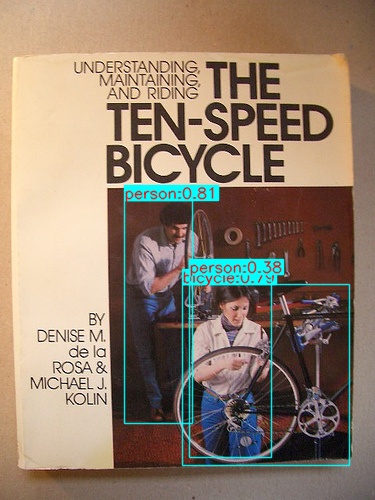 UNDERSTANDING,
MAINTAINING,
AND RIDING
THE
TEN-SPEED
BICYCLE
person:0.81
person:0.38
bicycle:0.79
BY
DENISE M.
de la
ROSA &
MICHAEL J.
KOLIN